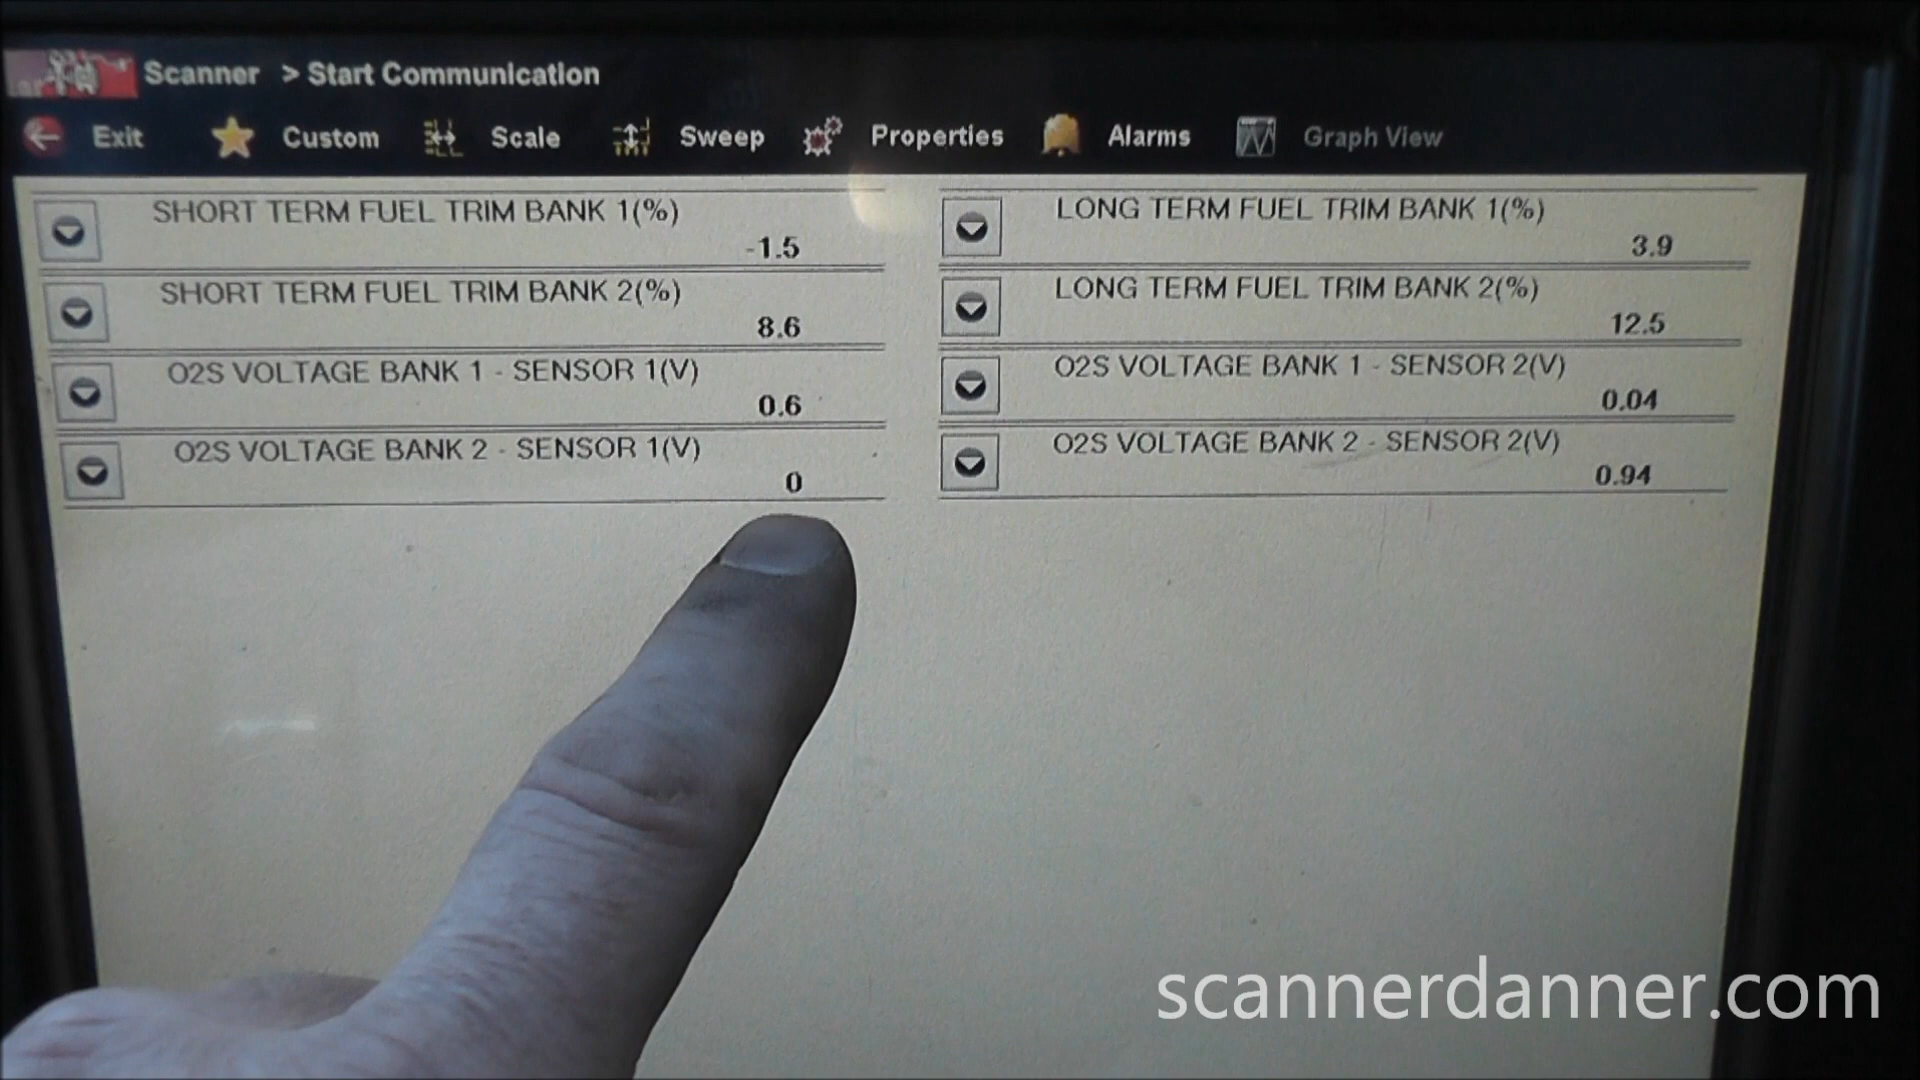 Scanner > Start Communication
Exit Custom Scale Sweep Properties Alarms Graph View
SHORT TERM FUEL TRIM BANK 1(%)
-1.5
LONG TERM FUEL TRIM BANK 1(%)
3.9
SHORT TERM FUEL TRIM BANK 2(%)
8.6
LONG TERM FUEL TRIM BANK 2(%)
12.5
O2S VOLTAGE BANK 1 - SENSOR 1(V)
0.6
O2S VOLTAGE BANK 1 - SENSOR 2(V)
0.04
O2S VOLTAGE BANK 2 - SENSOR 1(V)
0
O2S VOLTAGE BANK 2 - SENSOR 2(V)
0.94
scannerdanner.com